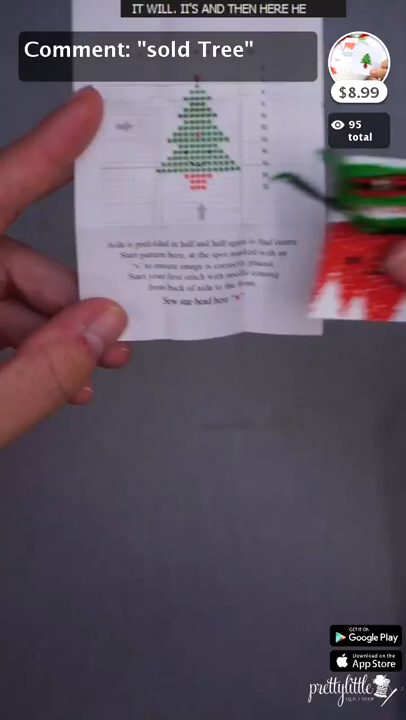 IT WILL. II'S AND THEN HERE HE
Comment: "sold Tree"
$8.99
95
total
Aida is prefolded in half and half again to find centre
Start pattern here, at the spot marked with an
'x' to ensure image is correctly placed.
Start your first stitch with needle coming
from back of aida to the front.
Sew star bead here "*"
GET IT ON
Google Play
Download on the
App Store
prettylittle